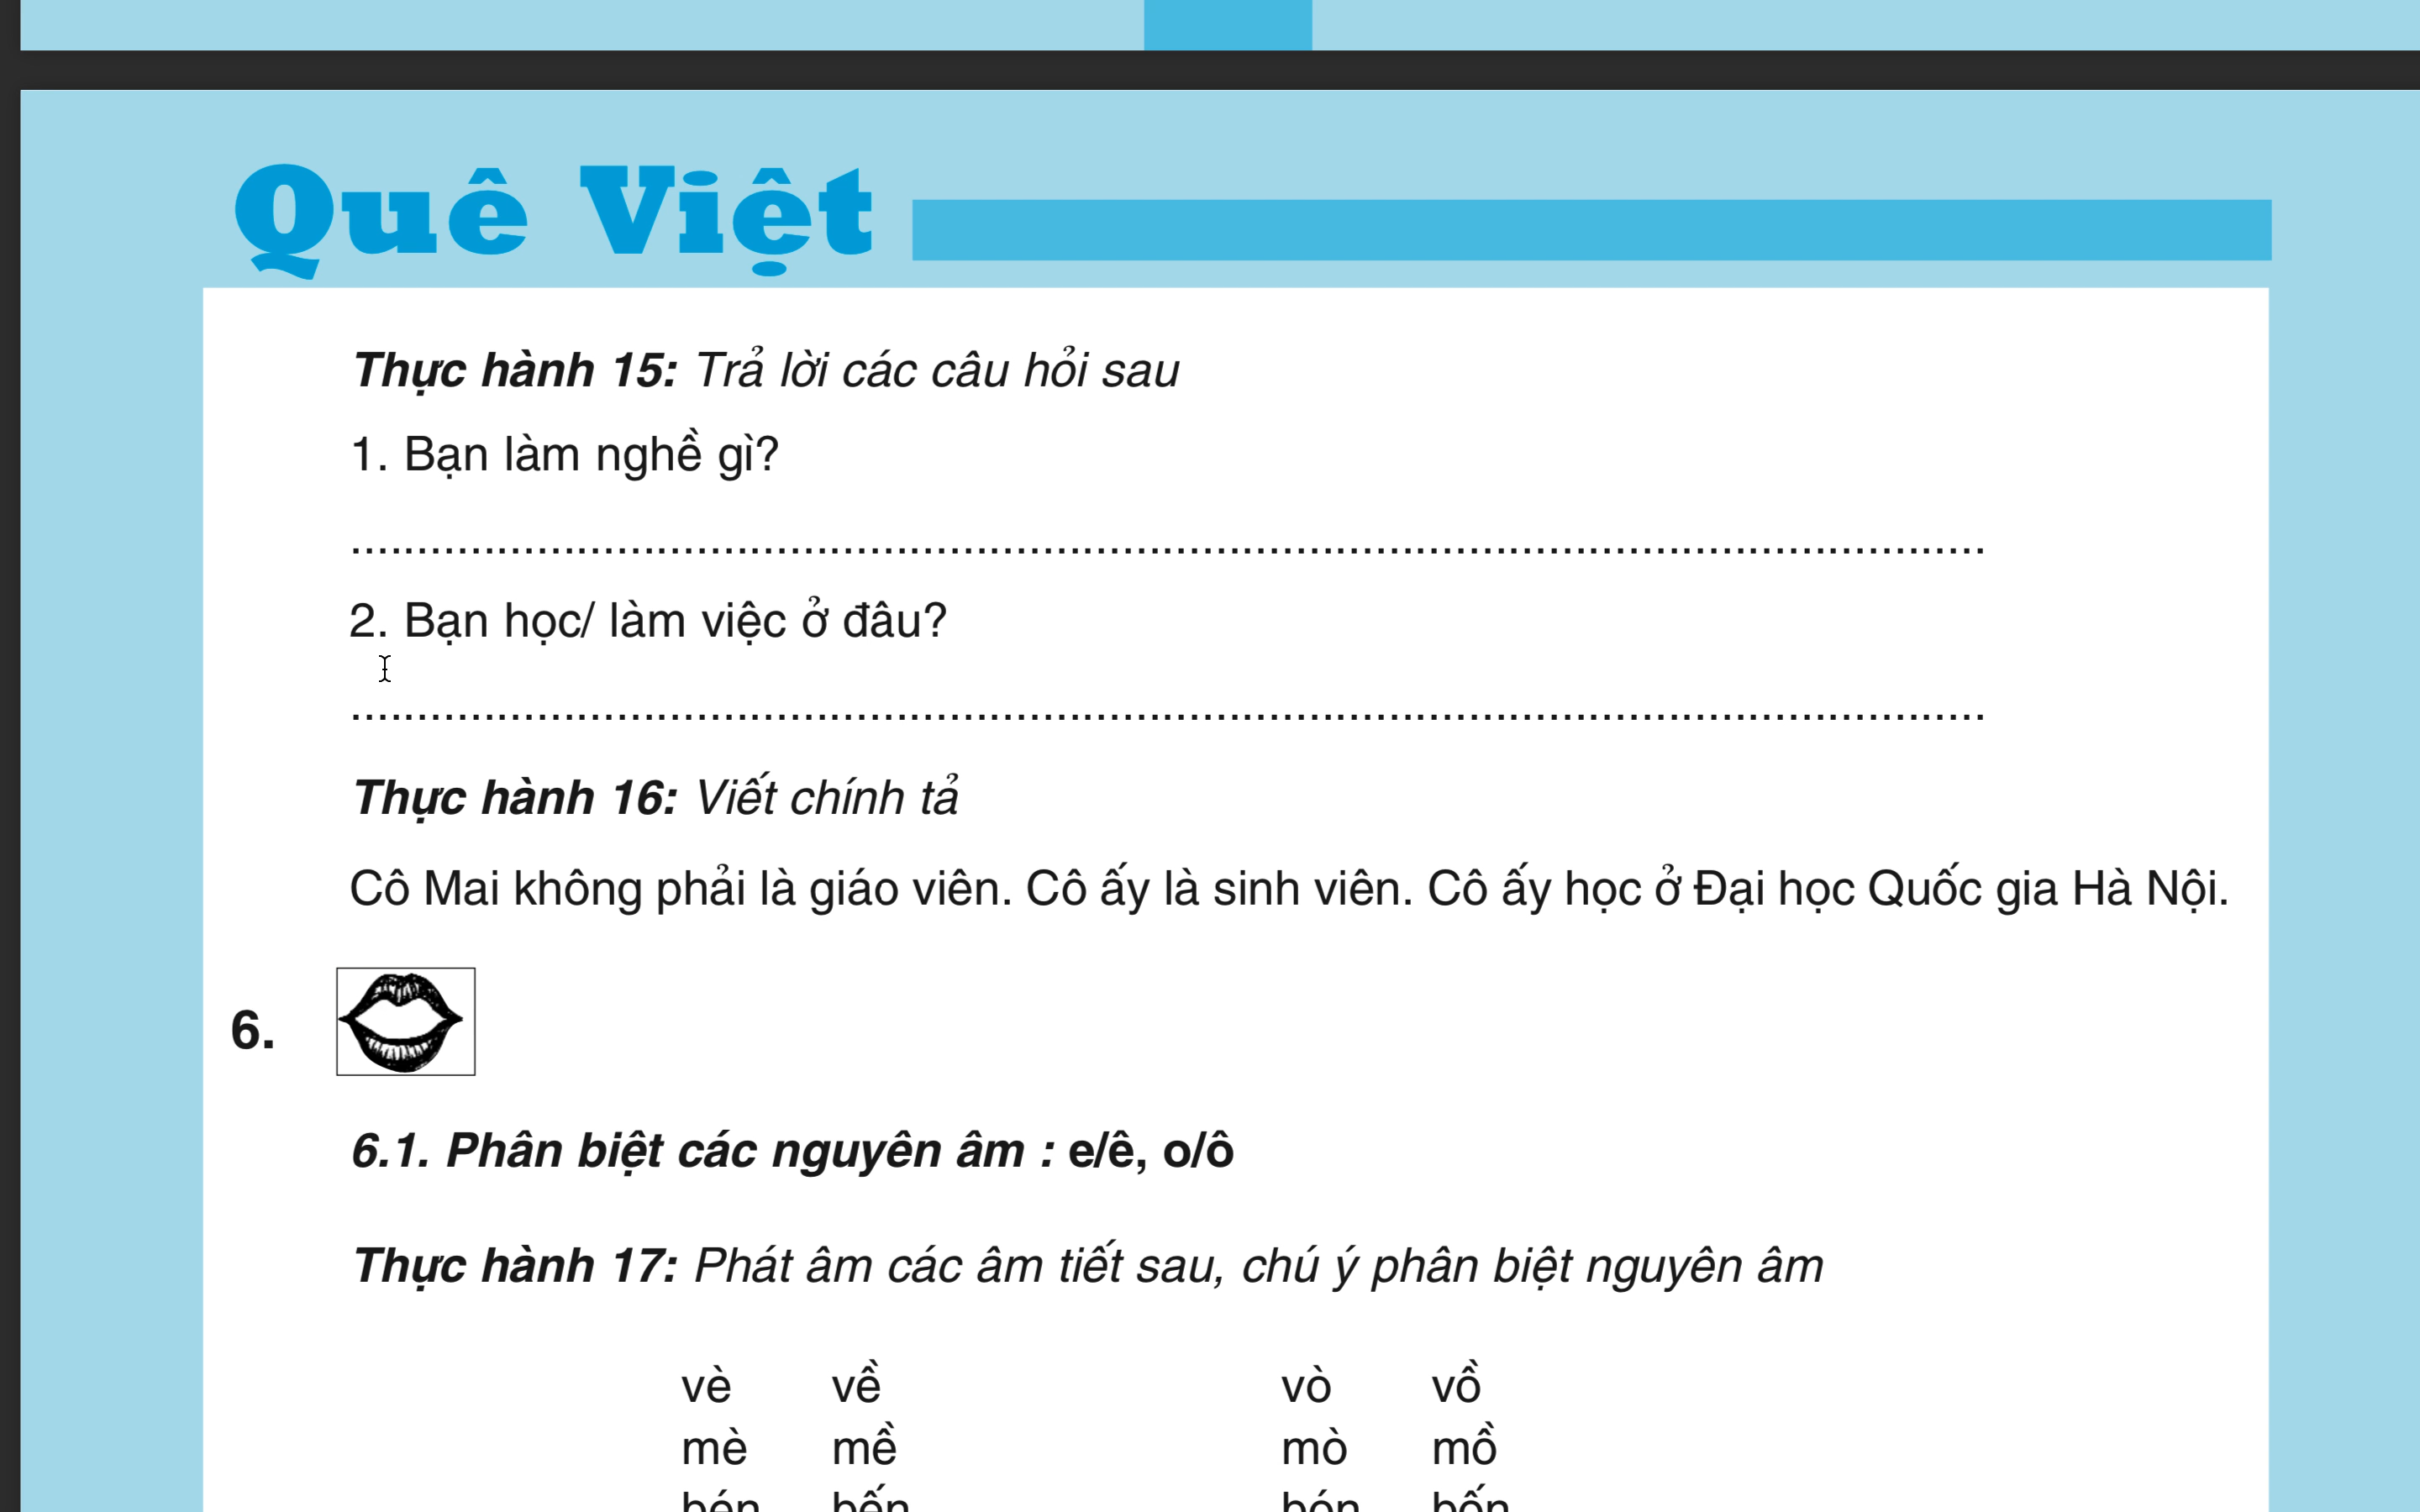 Quê Việt
Thực hành 15: Trả lời các câu hỏi sau
1. Bạn làm nghề gì?
................................................................................................................................
2. Bạn học/ làm việc ở đâu?
................................................................................................................................
Thực hành 16: Viết chính tả
Cô Mai không phải là giáo viên. Cô ấy là sinh viên. Cô ấy học ở Đại học Quốc gia Hà Nội.
6.
6.1. Phân biệt các nguyên âm : e/ê, o/ô
Thực hành 17: Phát âm các âm tiết sau, chú ý phân biệt nguyên âm
vè về vò vồ
mè mề mò mồ
bén bến bón bốn